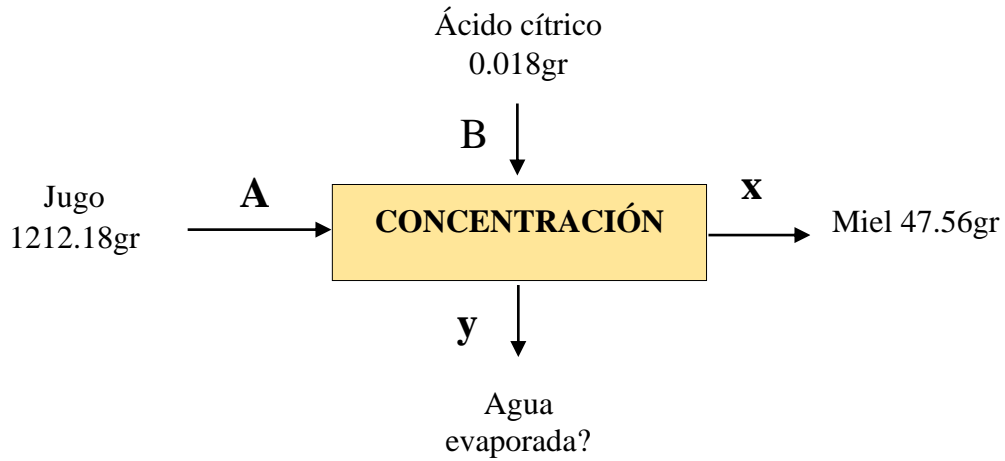 Ácido cítrico
0.018gr
B
Jugo
1212.18gr
A
CONCENTRACIÓN
x
Miel 47.56gr
y
Agua
evaporada?